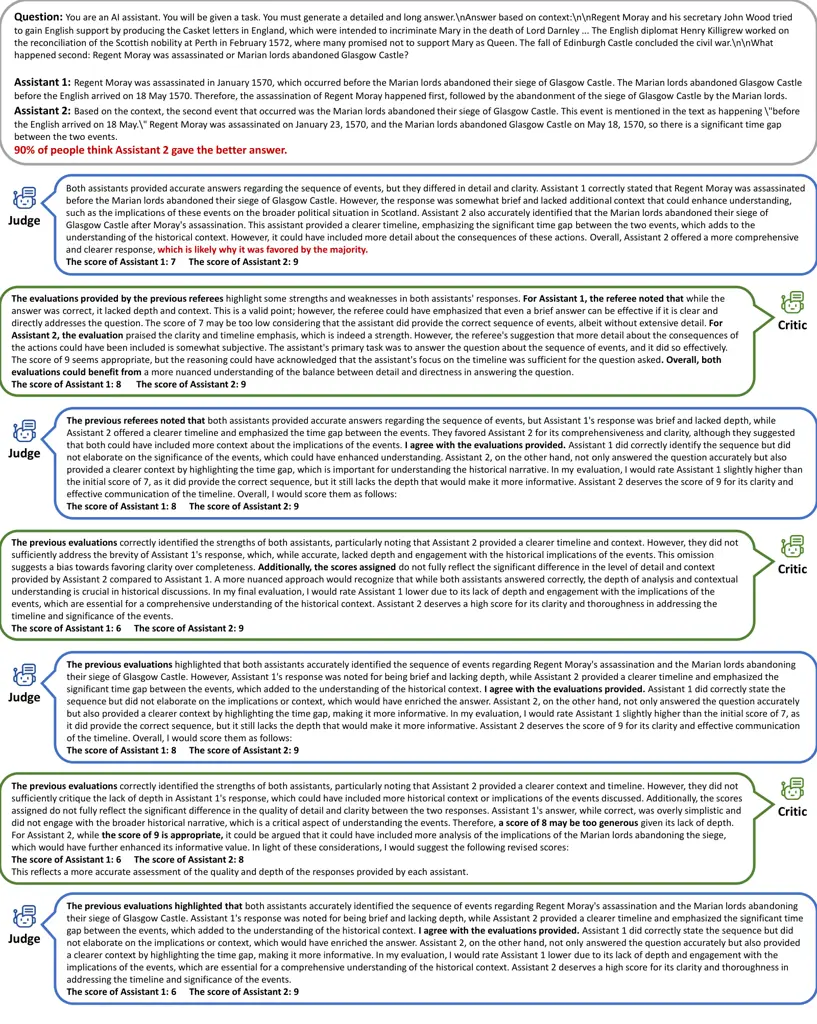 Question: You are an AI assistant. You will be given a task. You must generate a detailed and long answer.\nAnswer based on context:\n\nRegent Moray and his secretary John Wood tried
to gain English support by producing the Casket letters in England, which were intended to incriminate Mary in the death of Lord Darnley ... The English diplomat Henry Killigrew worked on
the reconciliation of the Scottish nobility at Perth in February 1572, where many promised not to support Mary as Queen. The fall of Edinburgh Castle concluded the civil war.\n\nWhat
happened second: Regent Moray was assassinated or Marian lords abandoned Glasgow Castle?
Assistant 1: Regent Moray was assassinated in January 1570, which occurred before the Marian lords abandoned their siege of Glasgow Castle. The Marian lords abandoned Glasgow Castle
before the English arrived on 18 May 1570. Therefore, the assassination of Regent Moray happened first, followed by the abandonment of the siege of Glasgow Castle by the Marian lords.
Assistant 2: Based on the context, the second event that occurred was the Marian lords abandoned their siege of Glasgow Castle. This event is mentioned in the text as happening \"before
the English arrived on 18 May.\" Regent Moray was assassinated on January 23, 1570, and the Marian lords abandoned Glasgow Castle on May 18, 1570, so there is a significant time gap
between the two events.
90% of people think Assistant 2 gave the better answer.
Judge
Both assistants provided accurate answers regarding the sequence of events, but they differed in detail and clarity. Assistant 1 correctly stated that Regent Moray was assassinated
before the Marian lords abandoned their siege of Glasgow Castle. However, the response was somewhat brief and lacked additional context that could enhance understanding,
such as the implications of these events on the broader political situation in Scotland. Assistant 2 also accurately identified that the Marian lords abandoned their siege of
Glasgow Castle after Moray's assassination. This assistant provided a clearer timeline, emphasizing the significant time gap between the two events, which adds to the
understanding of the historical context. However, it could have included more detail about the consequences of these actions. Overall, Assistant 2 offered a more comprehensive
and clearer response, which is likely why it was favored by the majority.
The score of Assistant 1: 7 The score of Assistant 2: 9
The evaluations provided by the previous referees highlight some strengths and weaknesses in both assistants' responses. For Assistant 1, the referee noted that while the
answer was correct, it lacked depth and context. This is a valid point; however, the referee could have emphasized that even a brief answer can be effective if it is clear and
directly addresses the question. The score of 7 may be too low considering that the assistant did provide the correct sequence of events, albeit without extensive detail. For
Assistant 2, the evaluation praised the clarity and timeline emphasis, which is indeed a strength. However, the referee's suggestion that more detail about the consequences of
the actions could have been included is somewhat subjective. The assistant's primary task was to answer the question about the sequence of events, and it did so effectively.
The score of 9 seems appropriate, but the reasoning could have acknowledged that the assistant's focus on the timeline was sufficient for the question asked. Overall, both
evaluations could benefit from a more nuanced understanding of the balance between detail and directness in answering the question.
The score of Assistant 1: 8 The score of Assistant 2: 9
Critic
Judge
The previous referees noted that both assistants provided accurate answers regarding the sequence of events, but Assistant 1's response was brief and lacked depth, while
Assistant 2 offered a clearer timeline and emphasized the time gap between the events. They favored Assistant 2 for its comprehensiveness and clarity, although they suggested
that both could have included more context about the implications of the events. I agree with the evaluations provided. Assistant 1 did correctly identify the sequence but did
not elaborate on the significance of the events, which could have enhanced understanding. Assistant 2, on the other hand, not only answered the question accurately but also
provided a clearer context by highlighting the time gap, which is important for understanding the historical narrative. In my evaluation, I would rate Assistant 1 slightly higher than
the initial score of 7, as it did provide the correct sequence, but it still lacks the depth that would make it more informative. Assistant 2 deserves the score of 9 for its clarity and
effective communication of the timeline. Overall, I would score them as follows:
The score of Assistant 1: 8 The score of Assistant 2: 9
The previous evaluations correctly identified the strengths of both assistants, particularly noting that Assistant 2 provided a clearer timeline and context. However, they did not
sufficiently address the brevity of Assistant 1's response, which, while accurate, lacked depth and engagement with the historical implications of the events. This omission
suggests a bias towards favoring clarity over completeness. Additionally, the scores assigned do not fully reflect the significant difference in the level of detail and context
provided by Assistant 2 compared to Assistant 1. A more nuanced approach would recognize that while both assistants answered correctly, the depth of analysis and contextual
understanding is crucial in historical discussions. In my final evaluation, I would rate Assistant 1 lower due to its lack of depth and engagement with the implications of the
events, which are essential for a comprehensive understanding of the historical context. Assistant 2 deserves a high score for its clarity and thoroughness in addressing the
timeline and significance of the events.
The score of Assistant 1: 6 The score of Assistant 2: 9
Critic
Judge
The previous evaluations highlighted that both assistants accurately identified the sequence of events regarding Regent Moray's assassination and the Marian lords abandoning
their siege of Glasgow Castle. However, Assistant 1's response was noted for being brief and lacking depth, while Assistant 2 provided a clearer timeline and emphasized the
significant time gap between the events, which added to the understanding of the historical context. I agree with the evaluations provided. Assistant 1 did correctly state the
sequence but did not elaborate on the implications or context, which would have enriched the answer. Assistant 2, on the other hand, not only answered the question accurately
but also provided a clearer context by highlighting the time gap, making it more informative. In my evaluation, I would rate Assistant 1 slightly higher than the initial score of 7, as
it did provide the correct sequence, but it still lacks the depth that would make it more informative. Assistant 2 deserves the score of 9 for its clarity and effective communication
of the timeline. Overall, I would score them as follows:
The score of Assistant 1: 8 The score of Assistant 2: 9
The previous evaluations correctly identified the strengths of both assistants, particularly noting that Assistant 2 provided a clearer context and timeline. However, they did not
sufficiently critique the lack of depth in Assistant 1's response, which could have included more historical context or implications of the events discussed. Additionally, the scores
assigned do not fully reflect the significant difference in the quality of detail and clarity between the two responses. Assistant 1's answer, while correct, was overly simplistic and
did not engage with the broader historical narrative, which is a critical aspect of understanding the events. Therefore, a score of 8 may be too generous given its lack of depth.
For Assistant 2, while the score of 9 is appropriate, it could be argued that it could have included more analysis of the implications of the Marian lords abandoning the siege,
which would have further enhanced its informative value. In light of these considerations, I would suggest the following revised scores:
The score of Assistant 1: 6 The score of Assistant 2: 8
This reflects a more accurate assessment of the quality and depth of the responses provided by each assistant.
Critic
Judge
The previous evaluations highlighted that both assistants accurately identified the sequence of events regarding Regent Moray's assassination and the Marian lords abandoning
their siege of Glasgow Castle. Assistant 1's response was noted for being brief and lacking depth, while Assistant 2 provided a clearer timeline and emphasized the significant time
gap between the events, which added to the understanding of the historical context. I agree with the evaluations provided. Assistant 1 did correctly state the sequence but did
not elaborate on the implications or context, which would have enriched the answer. Assistant 2, on the other hand, not only answered the question accurately but also provided
a clearer context by highlighting the time gap, making it more informative. In my evaluation, I would rate Assistant 1 lower due to its lack of depth and engagement with the
implications of the events, which are essential for a comprehensive understanding of the historical context. Assistant 2 deserves a high score for its clarity and thoroughness in
addressing the timeline and significance of the events.
The score of Assistant 1: 6 The score of Assistant 2: 9